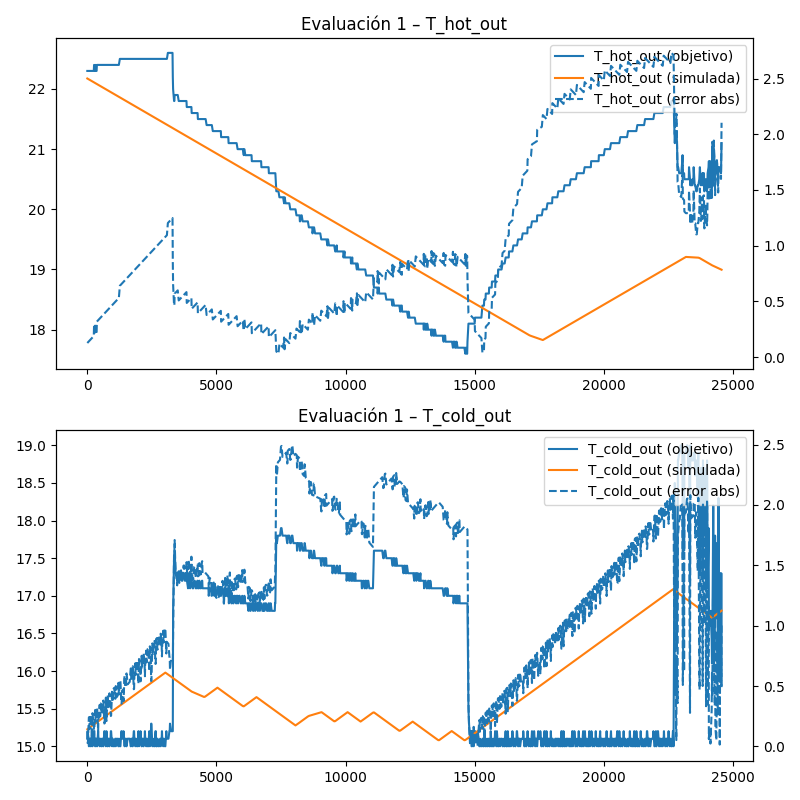 Evaluación 1 – T_hot_out
T_hot_out (objetivo)
T_hot_out (simulada)
T_hot_out (error abs)
22
21
20
19
18
2.5
2.0
1.5
1.0
0.5
0.0
0 5000 10000 15000 20000 25000
Evaluación 1 – T_cold_out
T_cold_out (objetivo)
T_cold_out (simulada)
T_cold_out (error abs)
19.0
18.5
18.0
17.5
17.0
16.5
16.0
15.5
15.0
2.5
2.0
1.5
1.0
0.5
0.0
0 5000 10000 15000 20000 25000